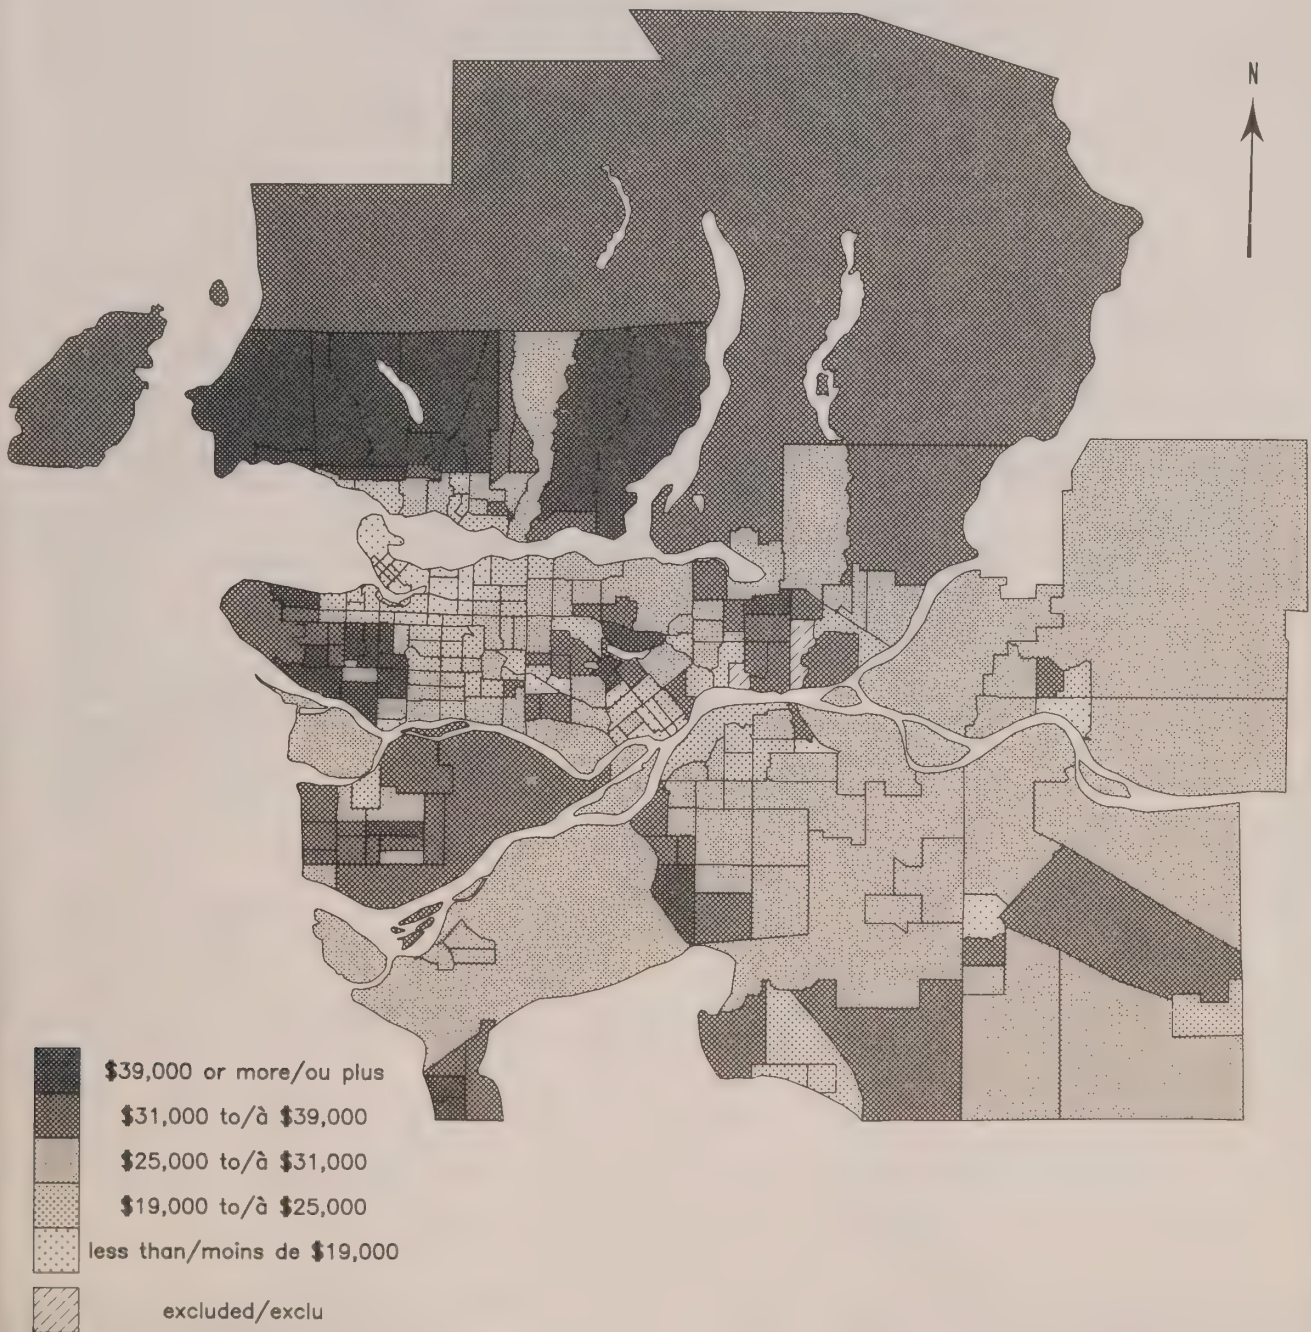 N
$39,000 or more/ou plus
$31,000 to/à $39,000
$25,000 to/à $31,000
$19,000 to/à $25,000
less than/moins de $19,000
excluded/exclu